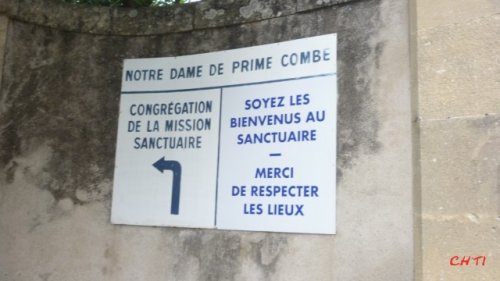 NOTRE DAME DE PRIME COMBE
CONGRÉGATION
DE LA MISSION
SANCTUAIRE
SOYEZ LES
BIENVENUS AU
SANCTUAIRE
—
MERCI
DE RESPECTER
LES LIEUX
CHTI